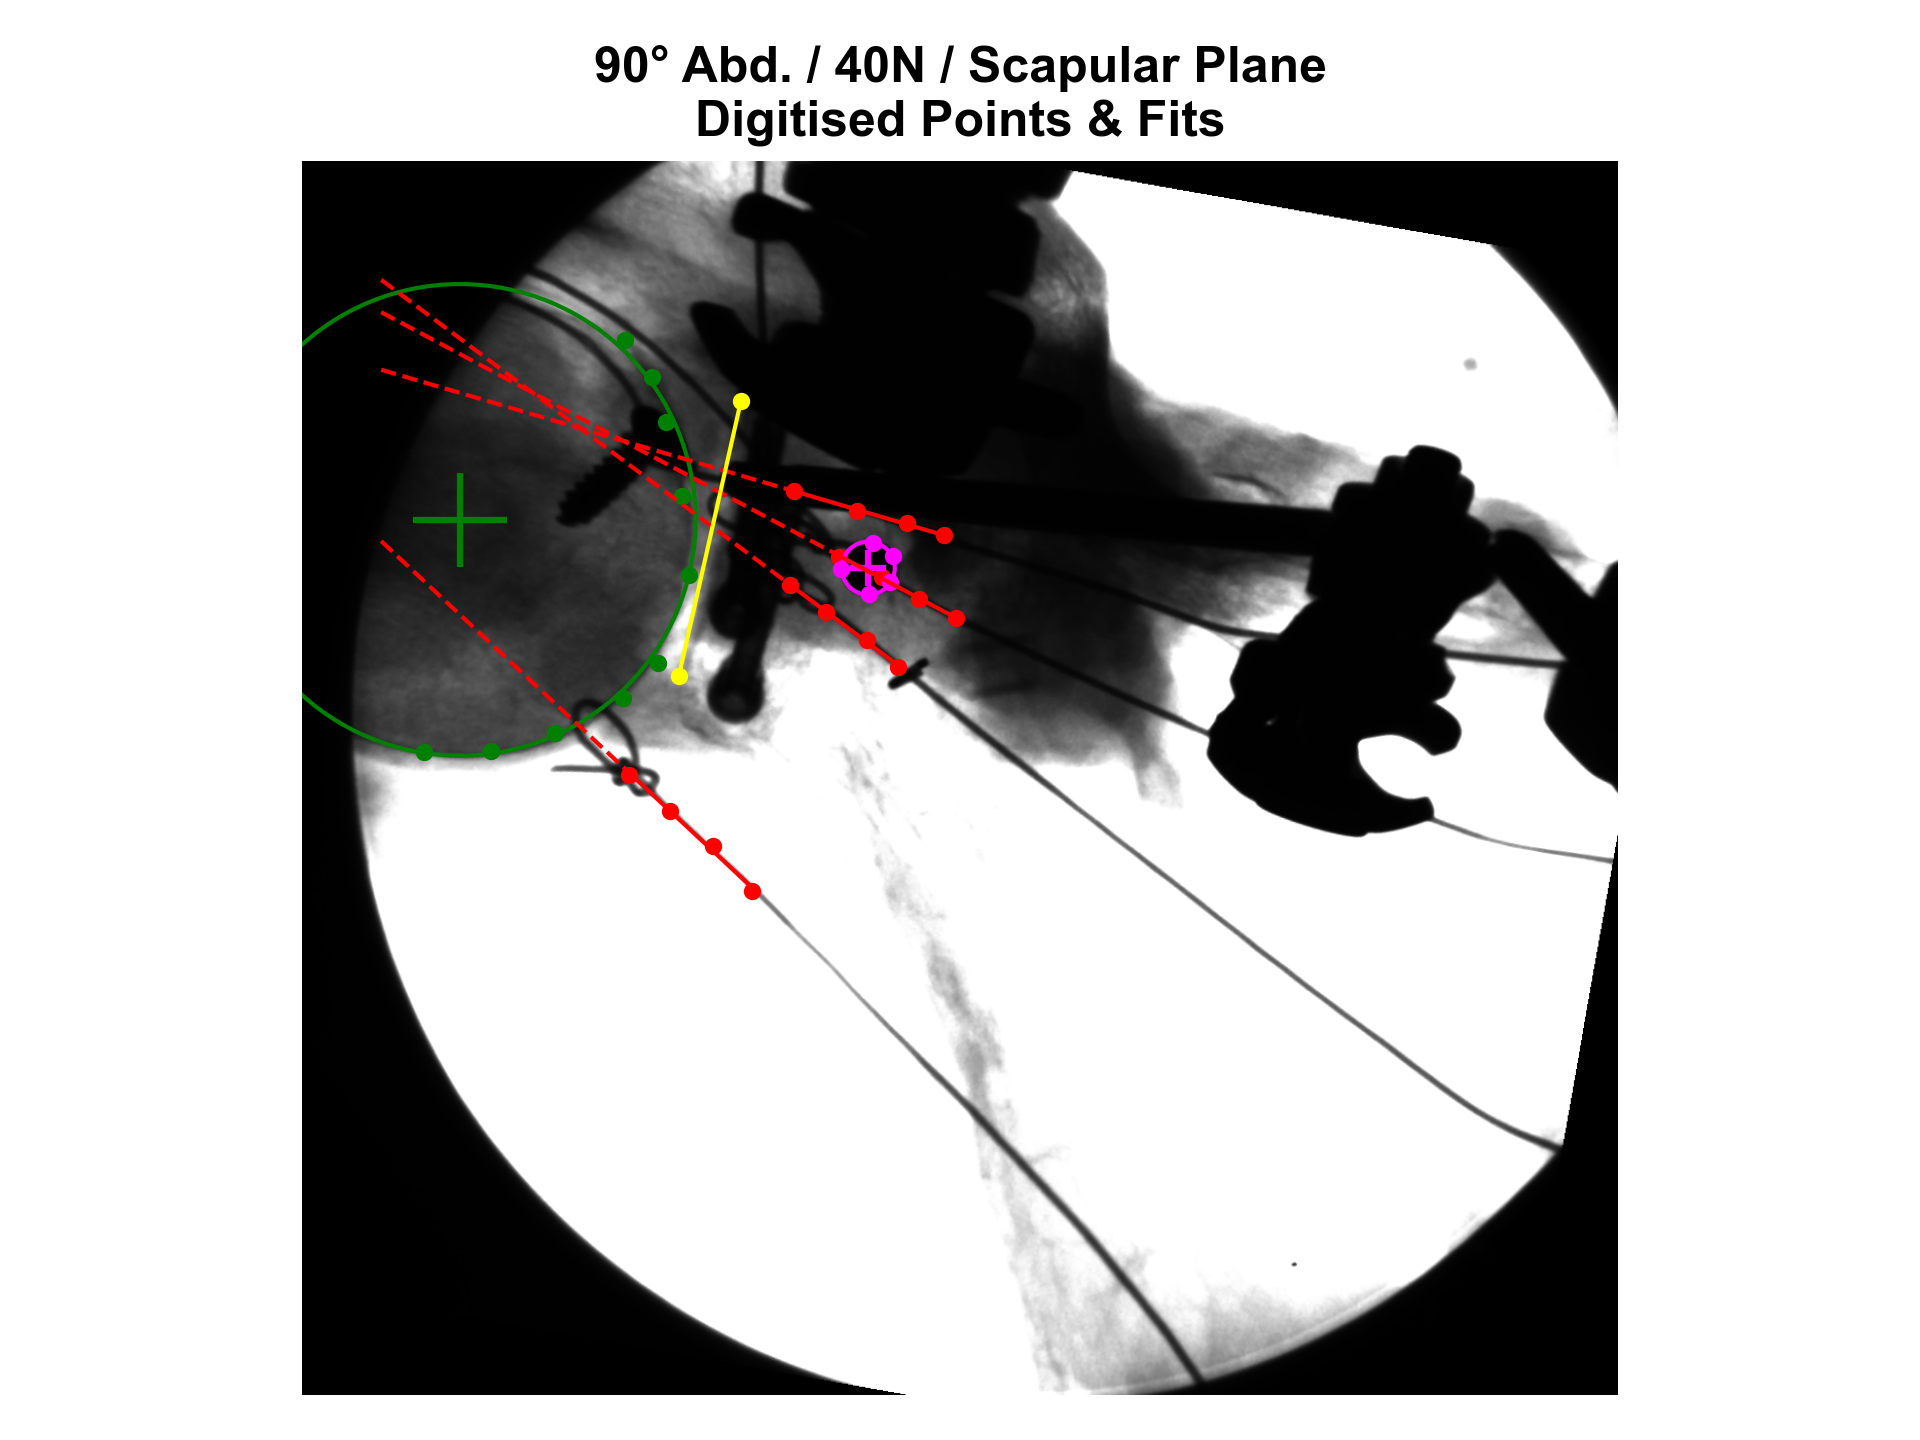 90° Abd. / 40N / Scapular Plane
Digitised Points & Fits